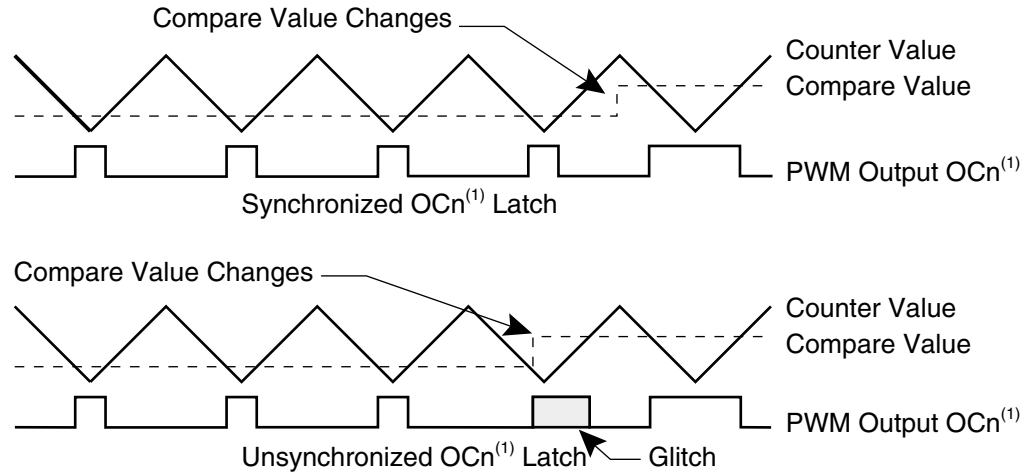 Compare Value Changes
Counter Value
Compare Value
PWM Output OCn(1)
Synchronized OCn(1) Latch
Compare Value Changes
Counter Value
Compare Value
PWM Output OCn(1)
Unsynchronized OCn(1) Latch
Glitch